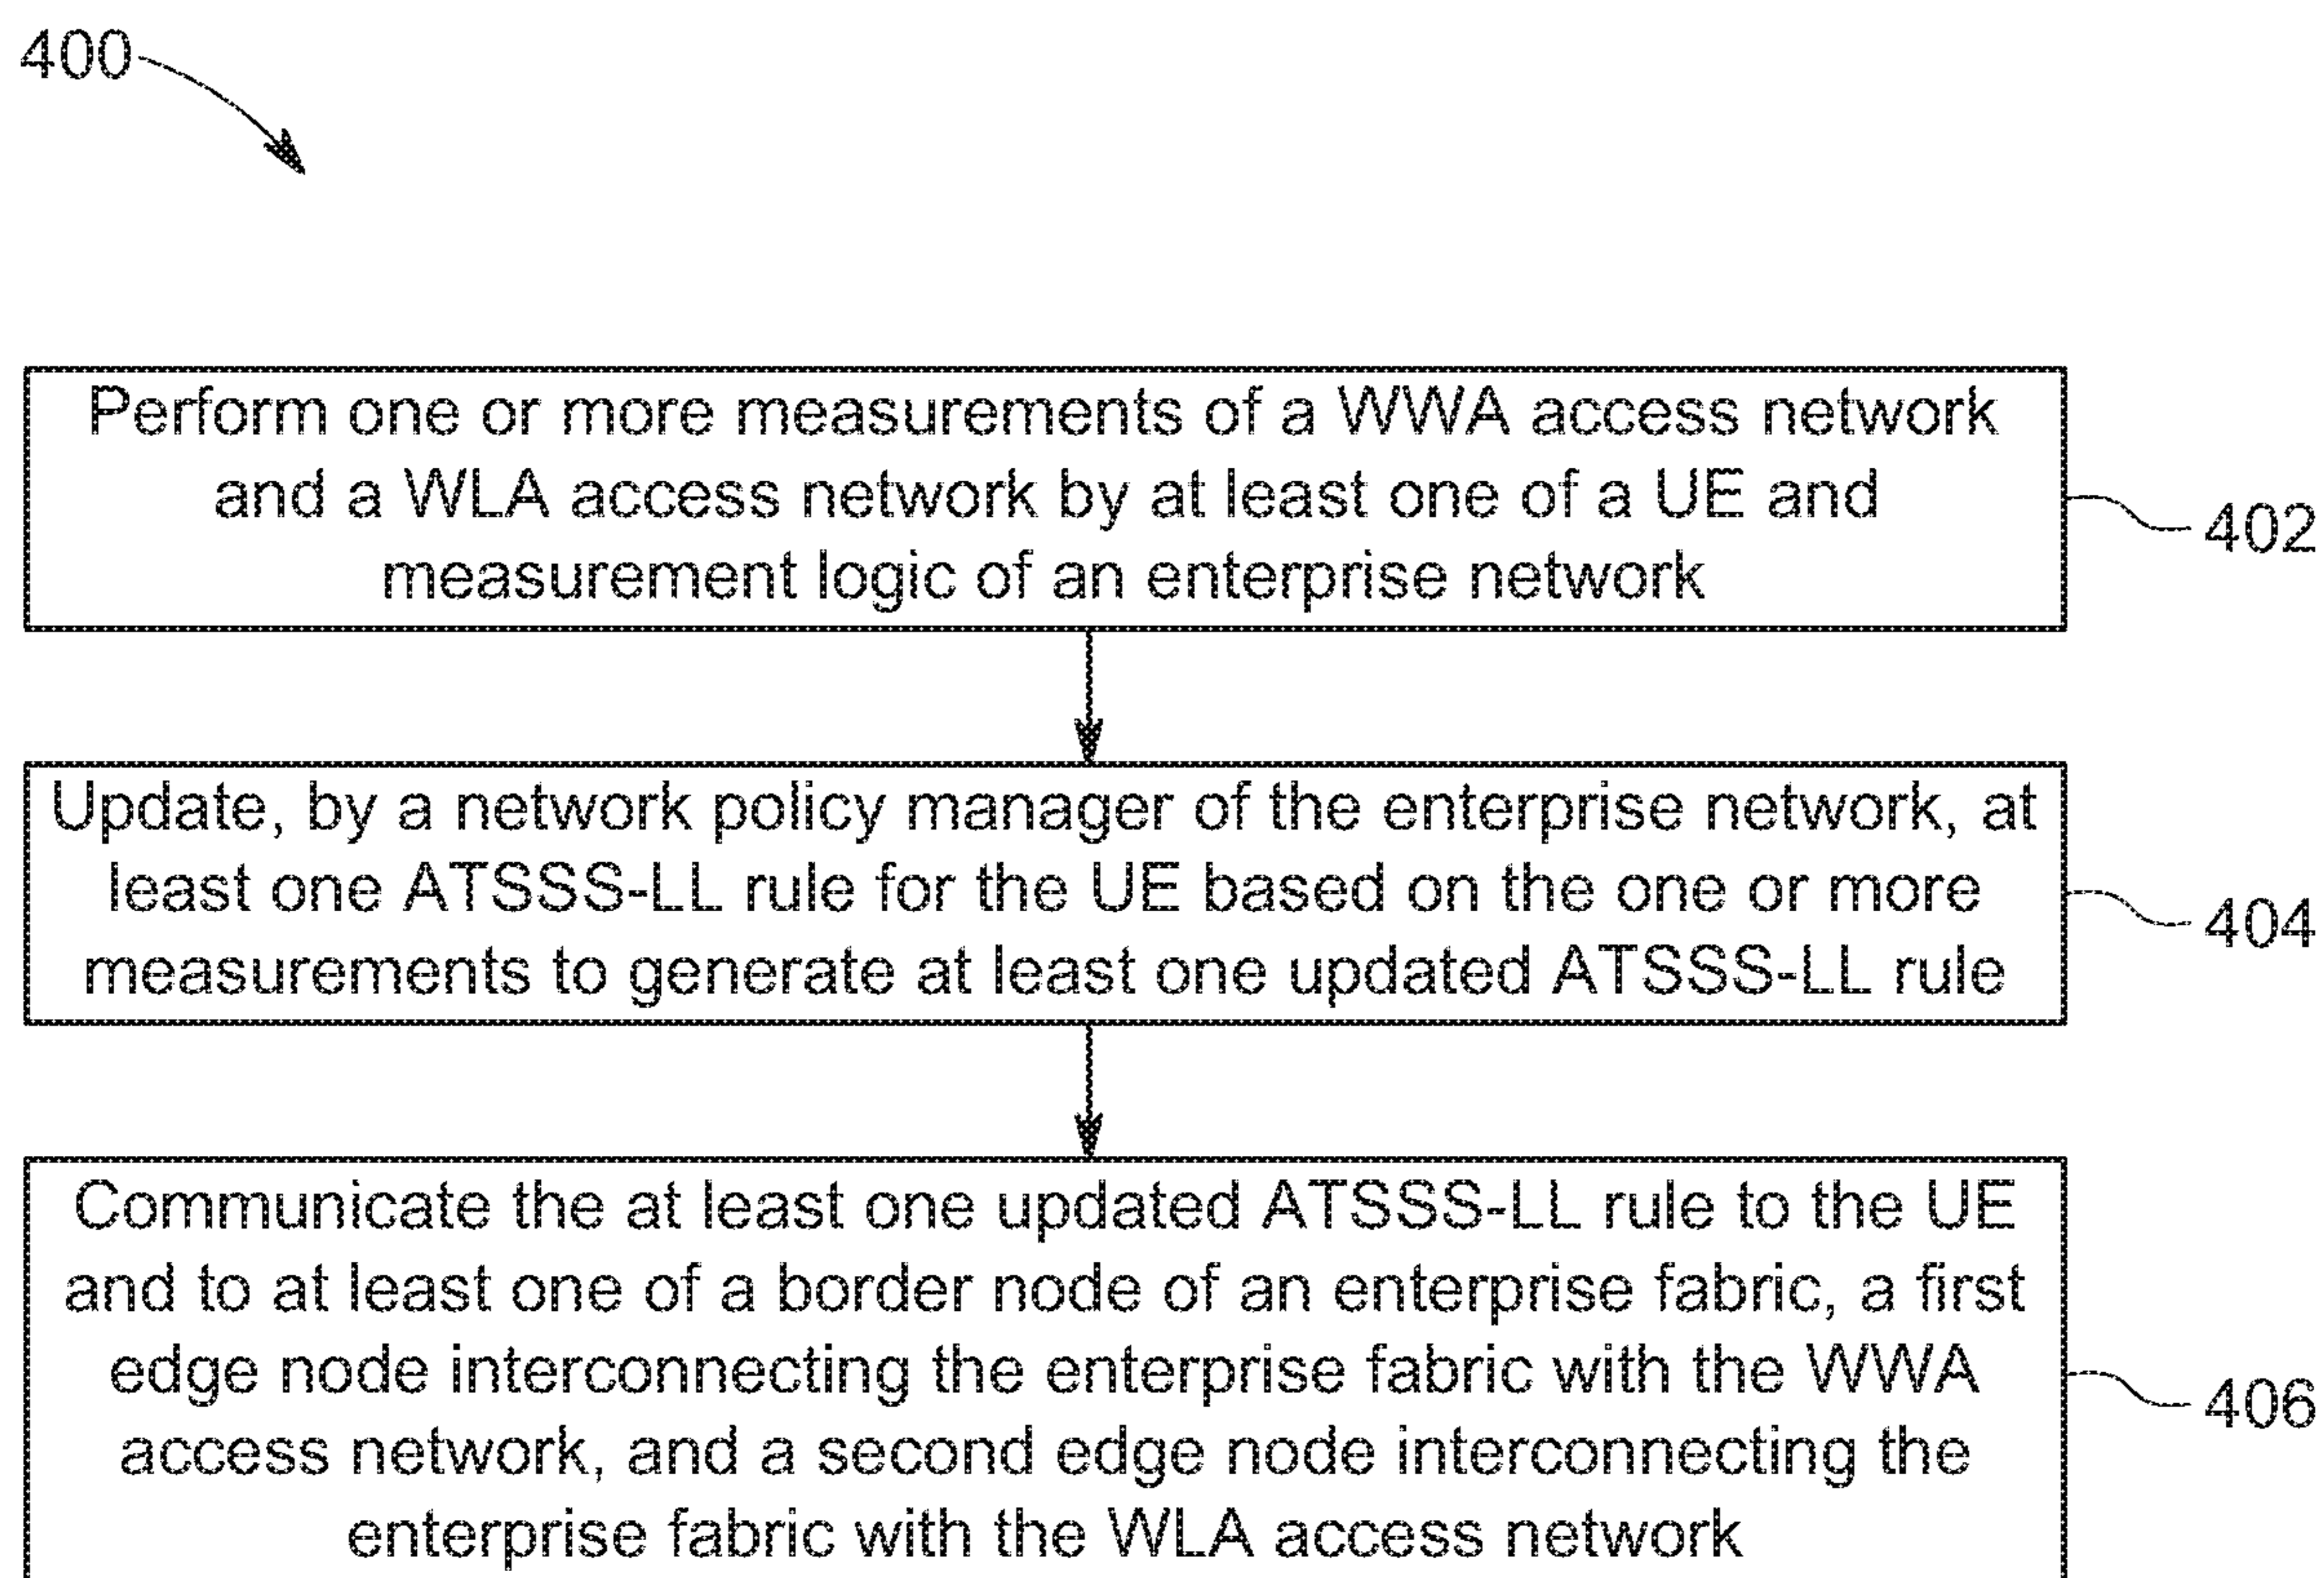 400
Perform one or more measurements of a WWA access network
and a WLA access network by at least one of a UE and
measurement logic of an enterprise network
402
Update, by a network policy manager of the enterprise network, at
least one ATSSS-LL rule for the UE based on the one or more
measurements to generate at least one updated ATSSS-LL rule
404
Communicate the at least one updated ATSSS-LL rule to the UE
and to at least one of a border node of an enterprise fabric, a first
edge node interconnecting the enterprise fabric with the WWA
access network, and a second edge node interconnecting the
enterprise fabric with the WLA access network
406